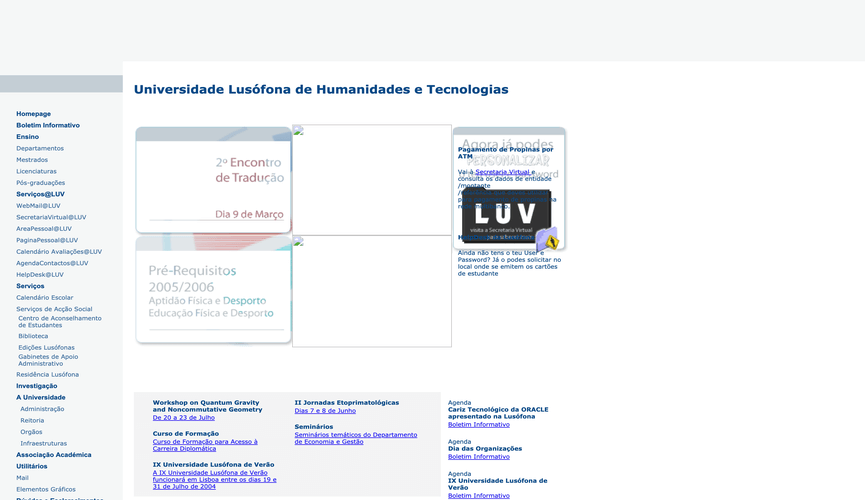 Universidade Lusófona de Humanidades e Tecnologias
Homepage
Boletim Informativo
Ensino
Departamentos
Mestrados
Licenciaturas
Pós-graduações
Serviços@LUV
WebMail@LUV
SecretariaVirtual@LUV
AreaPessoal@LUV
PaginaPessoal@LUV
Calendário Avaliações@LUV
AgendaContactos@LUV
HelpDesk@LUV
Serviços
Calendário Escolar
Serviços de Acção Social
Centro de Aconselhamento
de Estudantes
Biblioteca
Edições Lusófonas
Gabinetes de Apoio
Administrativo
Residência Lusófona
Investigação
A Universidade
Administração
Reitoria
Orgãos
Infraestruturas
Associação Académica
Utilitários
Mail
Elementos Gráficos
2º Encontro
de Tradução
Dia 9 de Março
Pré-Requisitos
2005/2006
Aptidão Física e Desporto
Educação Física e Desporto
Agora já podes
PERSONALIZAR
Pagamento de Propinas por
ATM
Vai à Secretaria Virtual e
consulta os dados de entidade
/montante
LUV
visita a Secretaria Virtual
Ainda não tens o teu User e
Password? Já o podes solicitar no
local onde se emitem os cartões
de estudante
Workshop on Quantum Gravity
and Noncommutative Geometry
De 20 a 23 de Julho
Curso de Formação
Curso de Formação para Acesso à
Carreira Diplomática
IX Universidade Lusófona de Verão
A IX Universidade Lusófona de Verão
funcionará em Lisboa entre os dias 19 e
31 de Julho de 2004
II Jornadas Etoprimatológicas
Dias 7 e 8 de Junho
Seminários
Seminários temáticos do Departamento
de Economia e Gestão
Agenda
Cariz Tecnológico da ORACLE
apresentado na Lusófona
Boletim Informativo
Agenda
Dia das Organizações
Boletim Informativo
Agenda
IX Universidade Lusófona de
Verão
Boletim Informativo